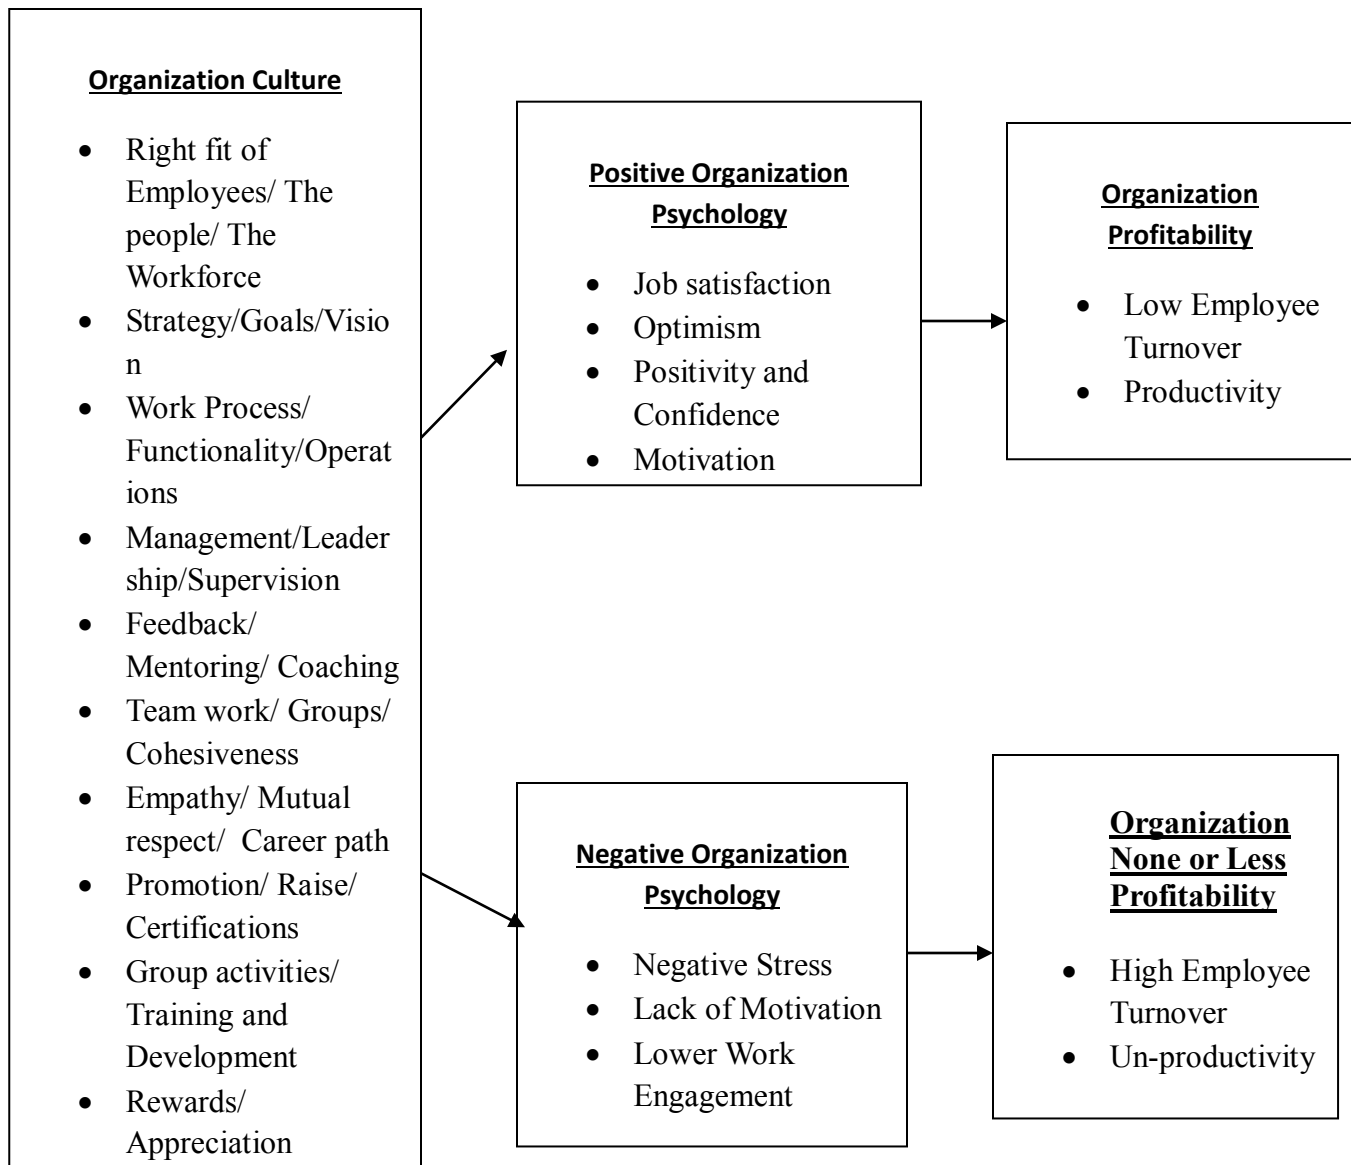 Organization Culture
• Right fit of
Employees/ The
people/ The
Workforce
• Strategy/Goals/Visio
n
• Work Process/
Functionality/Operat
ions
• Management/Leader
ship/Supervision
• Feedback/
Mentoring/ Coaching
• Team work/ Groups/
Cohesiveness
• Empathy/ Mutual
respect/  Career path
• Promotion/ Raise/
Certifications
• Group activities/
Training and
Development
• Rewards/
Appreciation
Positive Organization
Psychology
• Job satisfaction
• Optimism
• Positivity and
Confidence
• Motivation
Organization
Profitability
• Low Employee
Turnover
• Productivity
Negative Organization
Psychology
• Negative Stress
• Lack of Motivation
• Lower Work
Engagement
Organization
None or Less
Profitability
• High Employee
Turnover
• Un-productivity